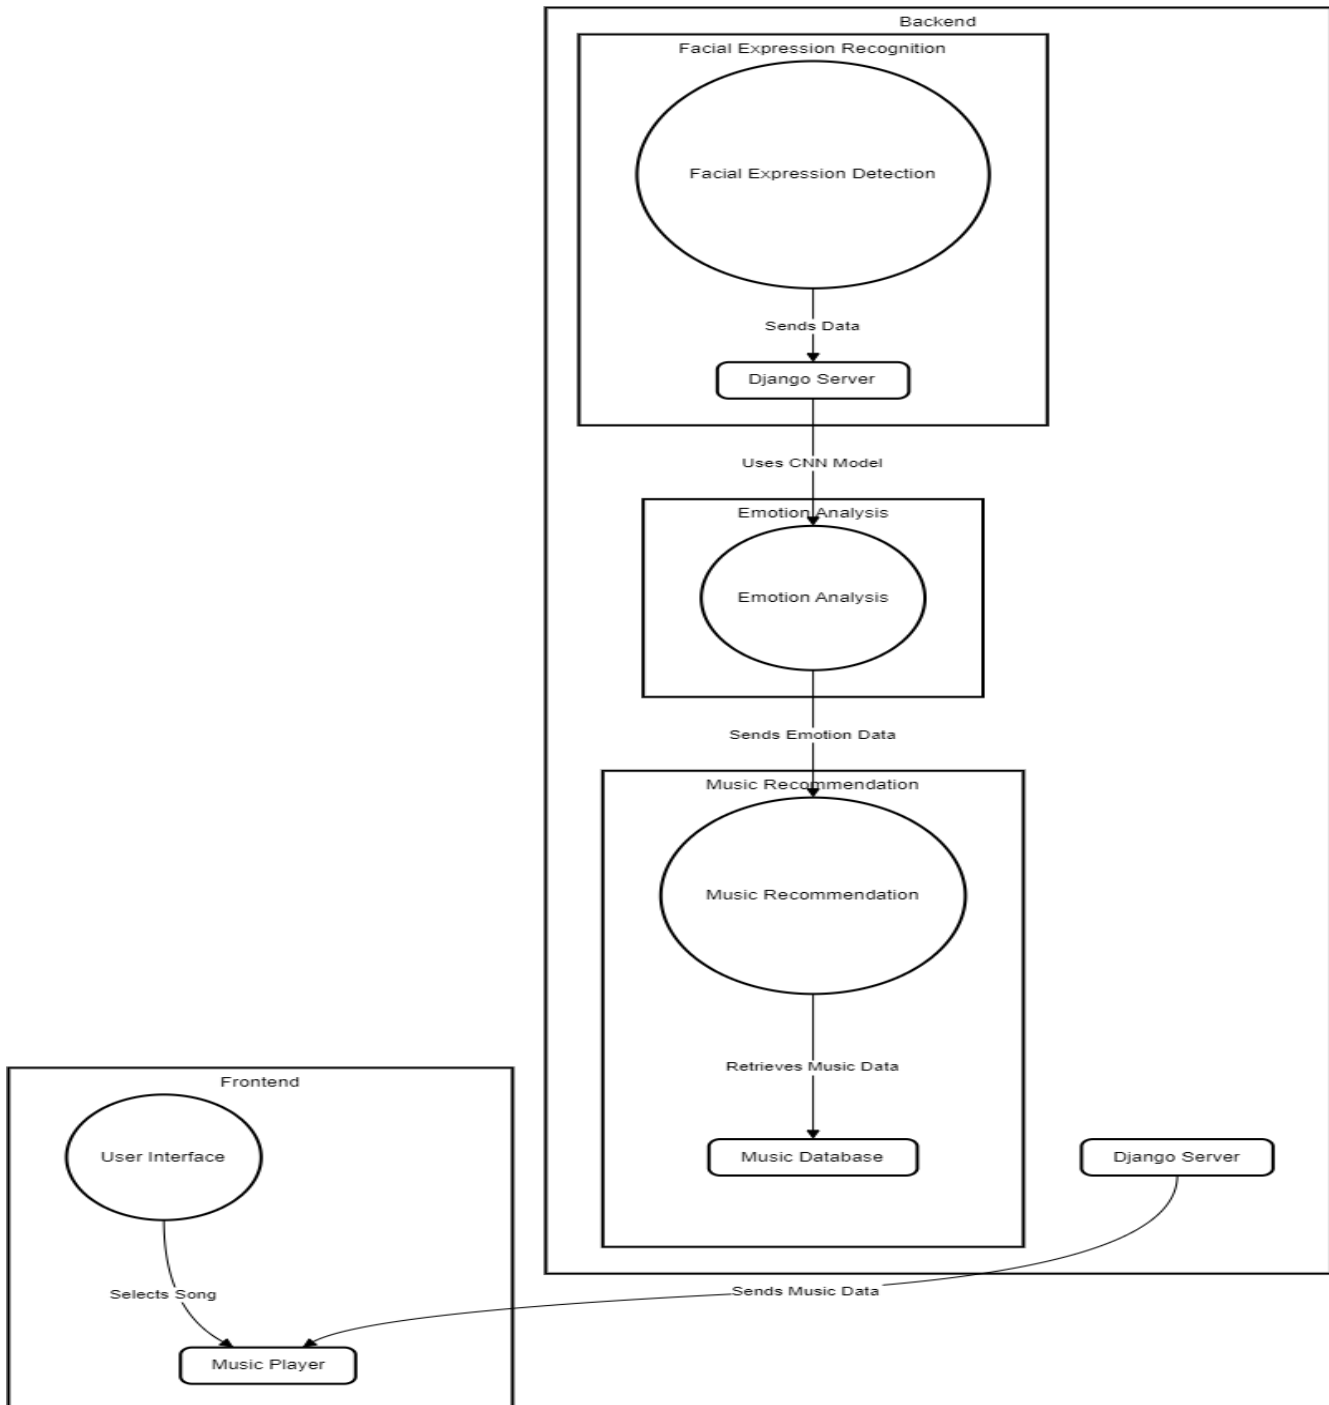 Backend
Facial Expression Recognition
Facial Expression Detection
Sends Data
Django Server
Uses CNN Model
Emotion Analysis
Emotion Analysis
Sends Emotion Data
Music Recommendation
Music Recommendation
Retrieves Music Data
Music Database
Django Server
Frontend
User Interface
Selects Song
Sends Music Data
Music Player